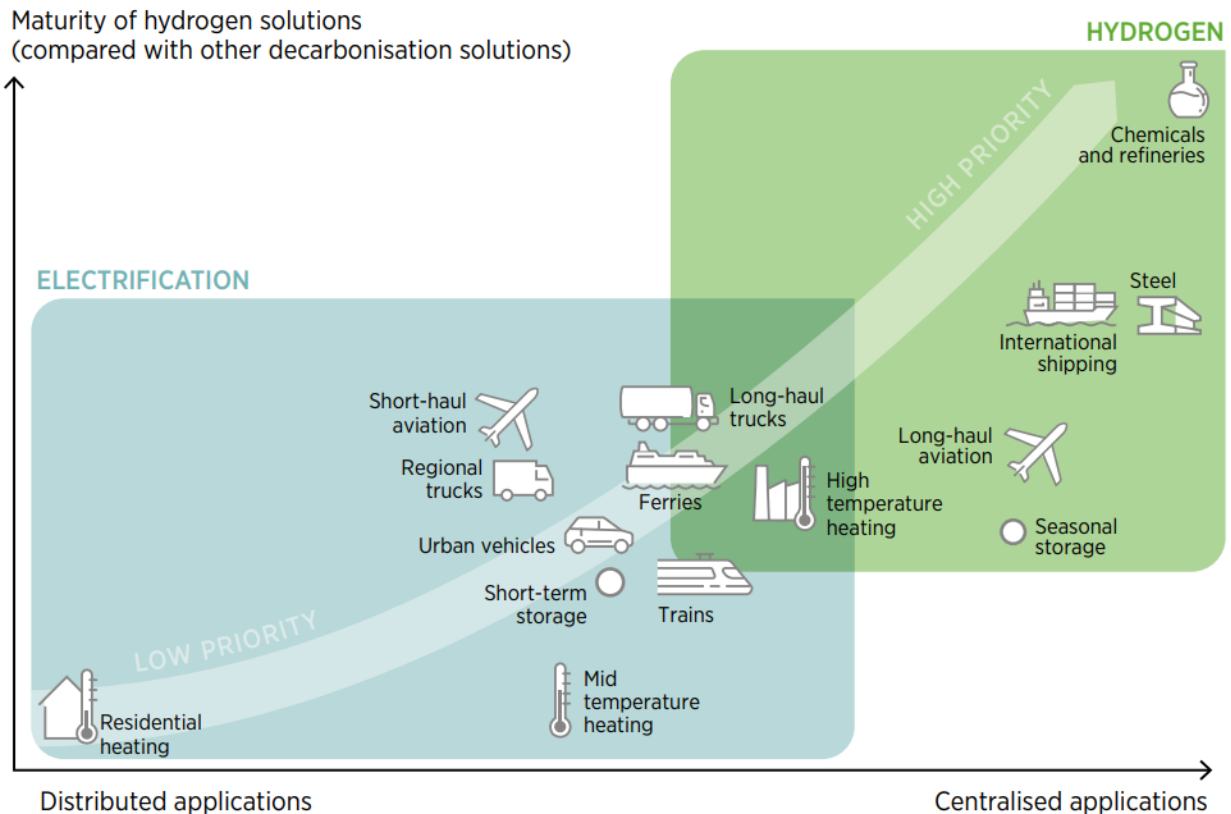 Maturity of hydrogen solutions
(compared with other decarbonisation solutions)
HYDROGEN
HIGH PRIORITY
Chemicals
and refineries
ELECTRIFICATION
Steel
International
shipping
Short-haul
aviation
Long-haul
trucks
Long-haul
aviation
Regional
trucks
Ferries
High
temperature
heating
Urban vehicles
Seasonal
storage
Short-term
storage
Trains
LOW PRIORITY
Mid
temperature
heating
Residential
heating
Distributed applications
Centralised applications